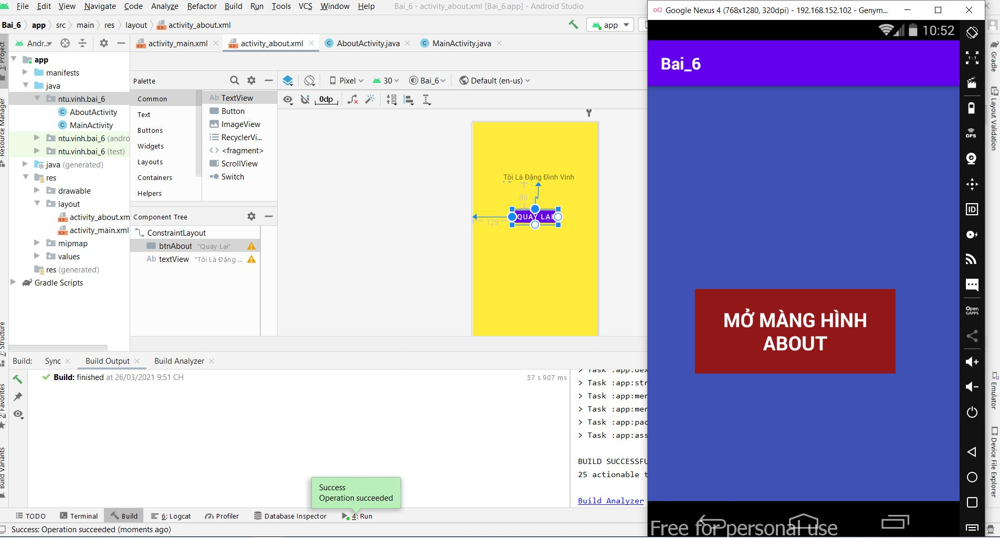 File Edit View Navigate Code Analyze Refactor Build Run Tools VCS Window Help Bai_6 - activity_about.xml [Bai_6.app] - Android Studio
Bai_6 app src main res layout activity_about.xml
app
Andr...
activity_main.xml activity_about.xml AboutActivity.java MainActivity.java
1: Project
Resource Manager
Z: Structure
2: Favorites
Build Variants
app
manifests
java
ntu.vinh.bai_6
AboutActivity
MainActivity
ntu.vinh.bai_6 (andro
ntu.vinh.bai_6 (test)
java (generated)
res
drawable
layout
activity_about.xm
activity_main.xml
mipmap
values
res (generated)
Gradle Scripts
Palette
Common
Text
Buttons
Widgets
Layouts
Containers
Helpers
Ab TextView
Button
ImageView
RecyclerVi...
<fragment>
ScrollView
Switch
Component Tree
ConstraintLayout
btnAbout "Quay Lại"
Ab textView "Tôi Là Đặng ...
Pixel 30 Bai_6 Default (en-us)
0dp
Tôi Là Đặng Đình Vinh
89
QUAY LẠI
129
Build: Sync Build Output Build Analyzer
Build: finished at 26/03/2021 9:51 CH 57 s 907 ms
> Task :app:dex
> Task :app:str
> Task :app:mer
> Task :app:mer
> Task :app:pac
> Task :app:ass
BUILD SUCCESSFU
25 actionable t
Build Analyzer
Success
Operation succeeded
TODO Terminal Build 6: Logcat Profiler Database Inspector 4: Run
Success: Operation succeeded (moments ago)
Google Nexus 4 (768x1280, 320dpi) - 192.168.152.102 - Genym...
10:52
Bai_6
MỞ MÀNG HÌNH
ABOUT
Free for personal use
1:1
GPS
ID
Open
GAPPS
Gradle
Layout Validation
Emulator
Device File Explorer